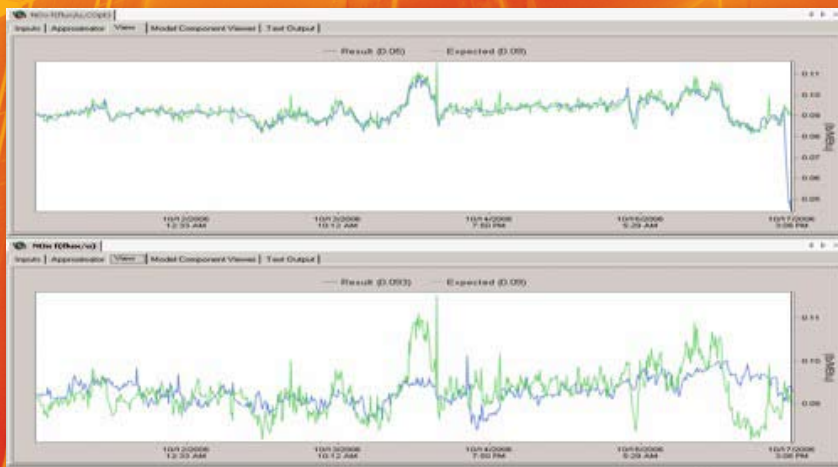 Inputs | Approximator | View | Model Component Viewer | Text Output |
Result (0.05) Expected (0.09)
0.11
0.10
0.09
0.08
0.07
0.06
0.05
10/12/2006 12:33 AM
10/13/2006 10:12 AM
10/14/2006 7:50 PM
10/16/2006 5:29 AM
10/17/2006 3:08 PM
Inputs | Approximator | View | Model Component Viewer | Text Output |
Result (0.093) Expected (0.09)
0.11
0.10
0.09
10/12/2006 12:33 AM
10/13/2006 10:12 AM
10/14/2006 7:50 PM
10/16/2006 5:29 AM
10/17/2006 3:08 PM